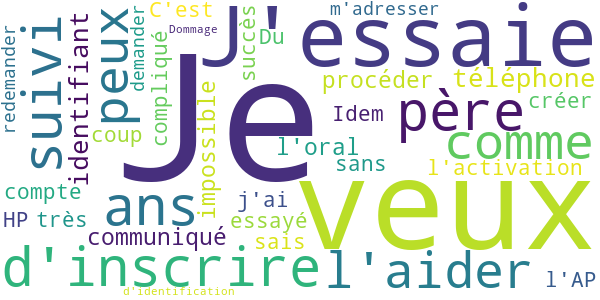 Je
veux
J'essaie
d'inscrire
l'aider
suivi
père
comme
ans
peux
identifiant
téléphone
procéder
l'activation
communiqué
impossible
compliqué
succès
demander
redemander
C'est
Dommage
Du
m'adresser
créer
Idem
l'oral
sans
j'ai
essayé
sais
coup
compte
HP
très
l'AP
d'identification